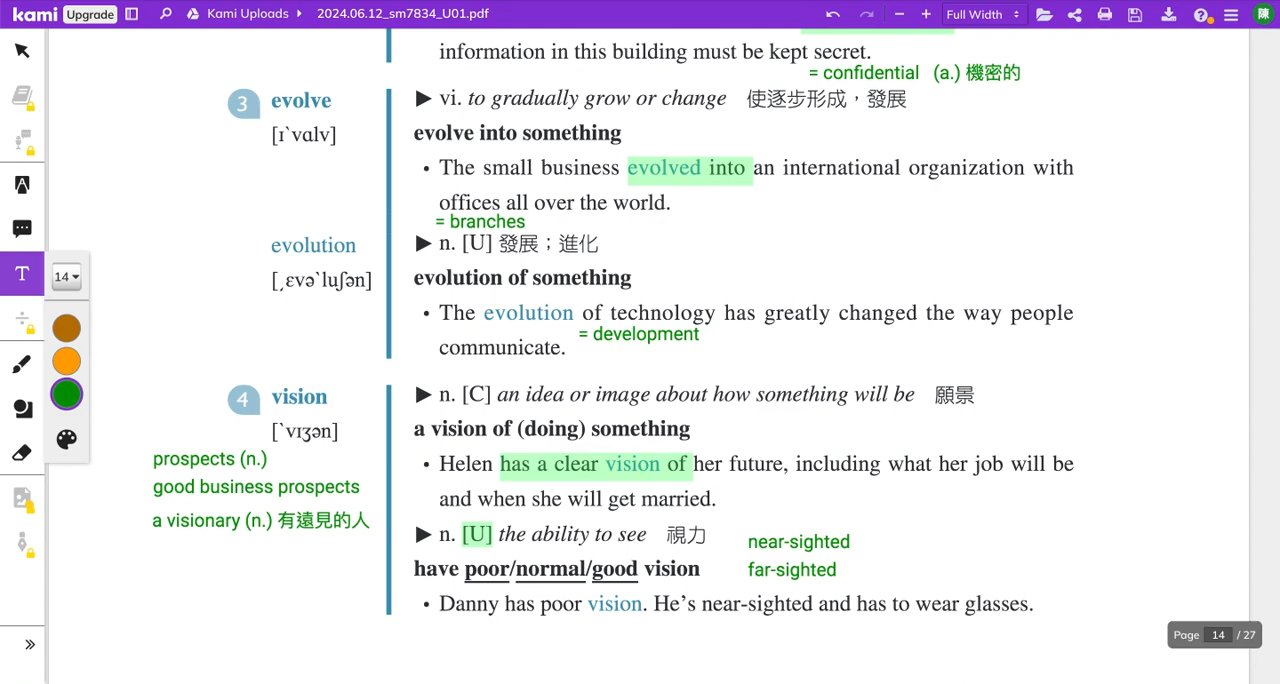 kami Upgrade Kami Uploads 2024.06.12_sm7834_U01.pdf Full Width 陳
information in this building must be kept secret.
= confidential (a.) 機密的
3 evolve ▶ vi. to gradually grow or change 使逐步形成，發展
[ɪˋvɑlv] evolve into something
• The small business evolved into an international organization with
offices all over the world.
= branches
evolution ▶ n. [U] 發展；進化
[ˏɛvəˋluʃən] evolution of something
• The evolution of technology has greatly changed the way people
= development
communicate.
4 vision ▶ n. [C] an idea or image about how something will be 願景
[ˋvɪʒən] a vision of (doing) something
prospects (n.)
• Helen has a clear vision of her future, including what her job will be
good business prospects
and when she will get married.
a visionary (n.) 有遠見的人
▶ n. [U] the ability to see 視力
near-sighted
have poor/normal/good vision far-sighted
• Danny has poor vision. He's near-sighted and has to wear glasses.
T 14
Page 14 / 27